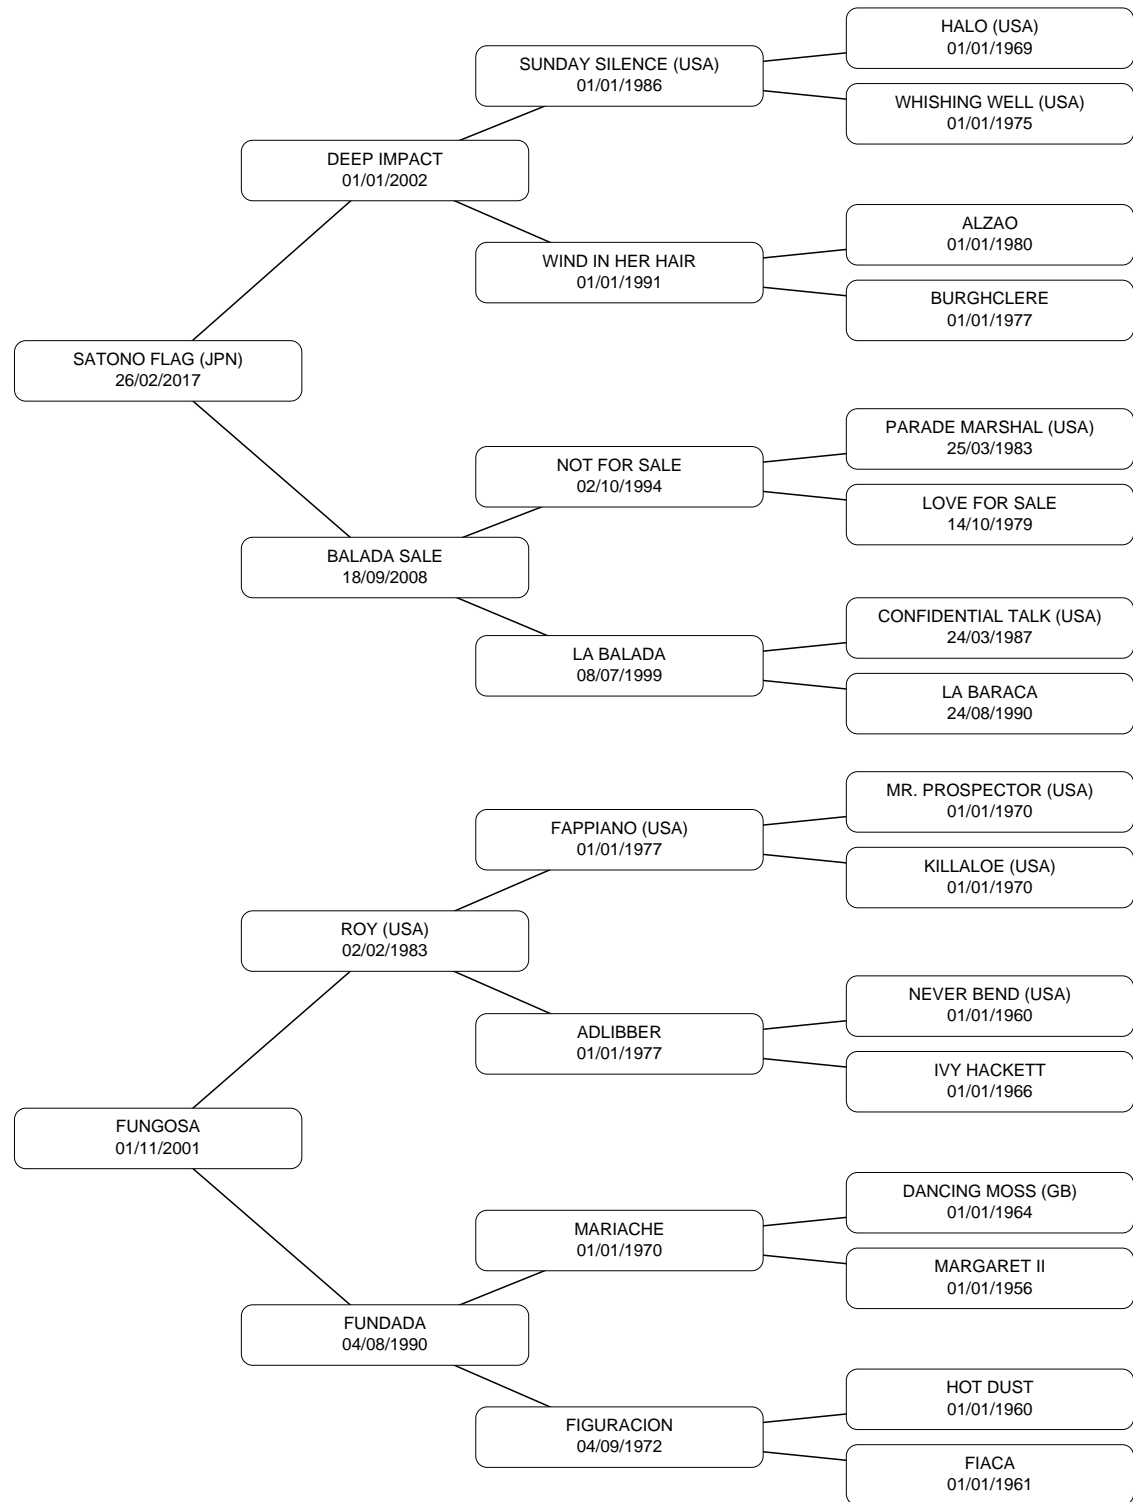 HALO (USA)
01/01/1969
SUNDAY SILENCE (USA)
01/01/1986
WHISHING WELL (USA)
01/01/1975
DEEP IMPACT
01/01/2002
ALZAO
01/01/1980
WIND IN HER HAIR
01/01/1991
BURGHCLERE
01/01/1977
SATONO FLAG (JPN)
26/02/2017
PARADE MARSHAL (USA)
25/03/1983
NOT FOR SALE
02/10/1994
LOVE FOR SALE
14/10/1979
BALADA SALE
18/09/2008
CONFIDENTIAL TALK (USA)
24/03/1987
LA BALADA
08/07/1999
LA BARACA
24/08/1990
MR. PROSPECTOR (USA)
01/01/1970
FAPPIANO (USA)
01/01/1977
KILLALOE (USA)
01/01/1970
ROY (USA)
02/02/1983
NEVER BEND (USA)
01/01/1960
ADLIBBER
01/01/1977
IVY HACKETT
01/01/1966
FUNGOSA
01/11/2001
DANCING MOSS (GB)
01/01/1964
MARIACHE
01/01/1970
MARGARET II
01/01/1956
FUNDADA
04/08/1990
HOT DUST
01/01/1960
FIGURACION
04/09/1972
FIACA
01/01/1961